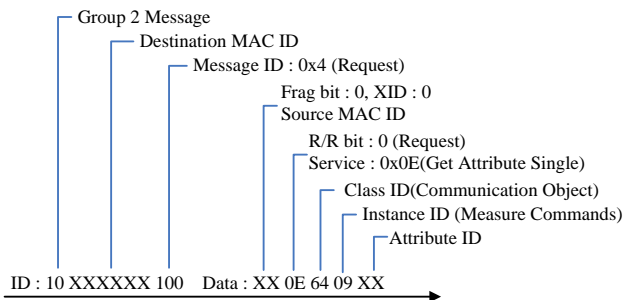 Group 2 Message
Destination MAC ID
Message ID : 0x4 (Request)
Frag bit : 0, XID : 0
Source MAC ID
R/R bit : 0 (Request)
Service : 0x0E(Get Attribute Single)
Class ID(Communication Object)
Instance ID (Measure Commands)
Attribute ID
ID : 10 XXXXXX 100 Data : XX 0E 64 09 XX